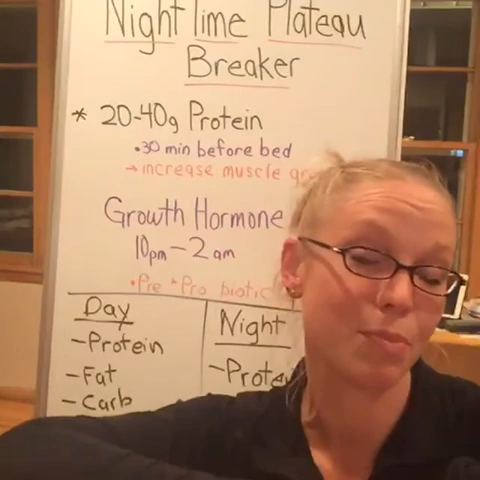 Nighttime Plateau
Breaker
* 20-40g Protein
•30 min before bed
→ increase muscle
Growth Hormone
10pm - 2am
•Pre + Pro biotic
Day
-Protein
-Fat
-Carb
Night
-Prote